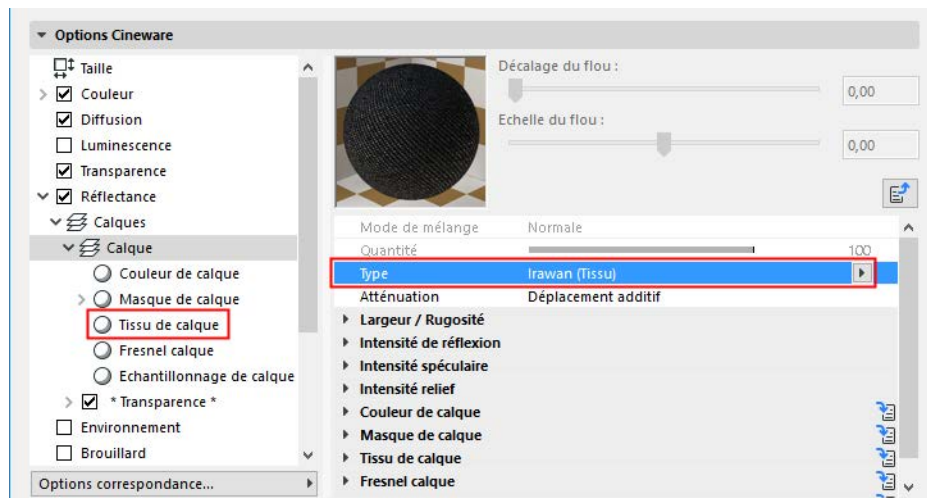 Options Cineware
Taille
Couleur
Diffusion
Luminescence
Transparence
Réflectance
Calques
Calque
Couleur de calque
Masque de calque
Tissu de calque
Fresnel calque
Echantillonnage de calque
* Transparence *
Environnement
Brouillard
Options correspondance...
Décalage du flou :
0,00
Echelle du flou :
0,00
Mode de mélange Normale
Quantité 100
Type Irawan (Tissu)
Atténuation Déplacement additif
Largeur / Rugosité
Intensité de réflexion
Intensité spéculaire
Intensité relief
Couleur de calque
Masque de calque
Tissu de calque
Fresnel calque